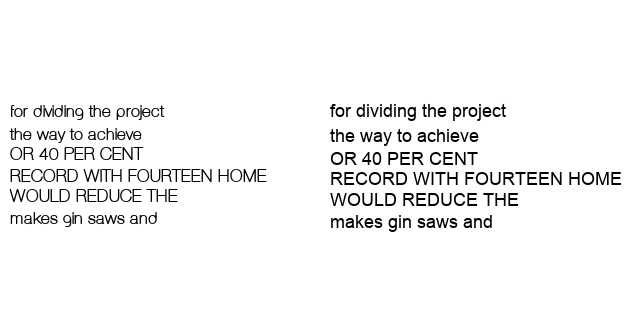 for dividing the project
the way to achieve
OR 40 PER CENT
RECORD WITH FOURTEEN HOME
WOULD REDUCE THE
makes gin saws and
for dividing the project
the way to achieve
OR 40 PER CENT
RECORD WITH FOURTEEN HOME
WOULD REDUCE THE
makes gin saws and